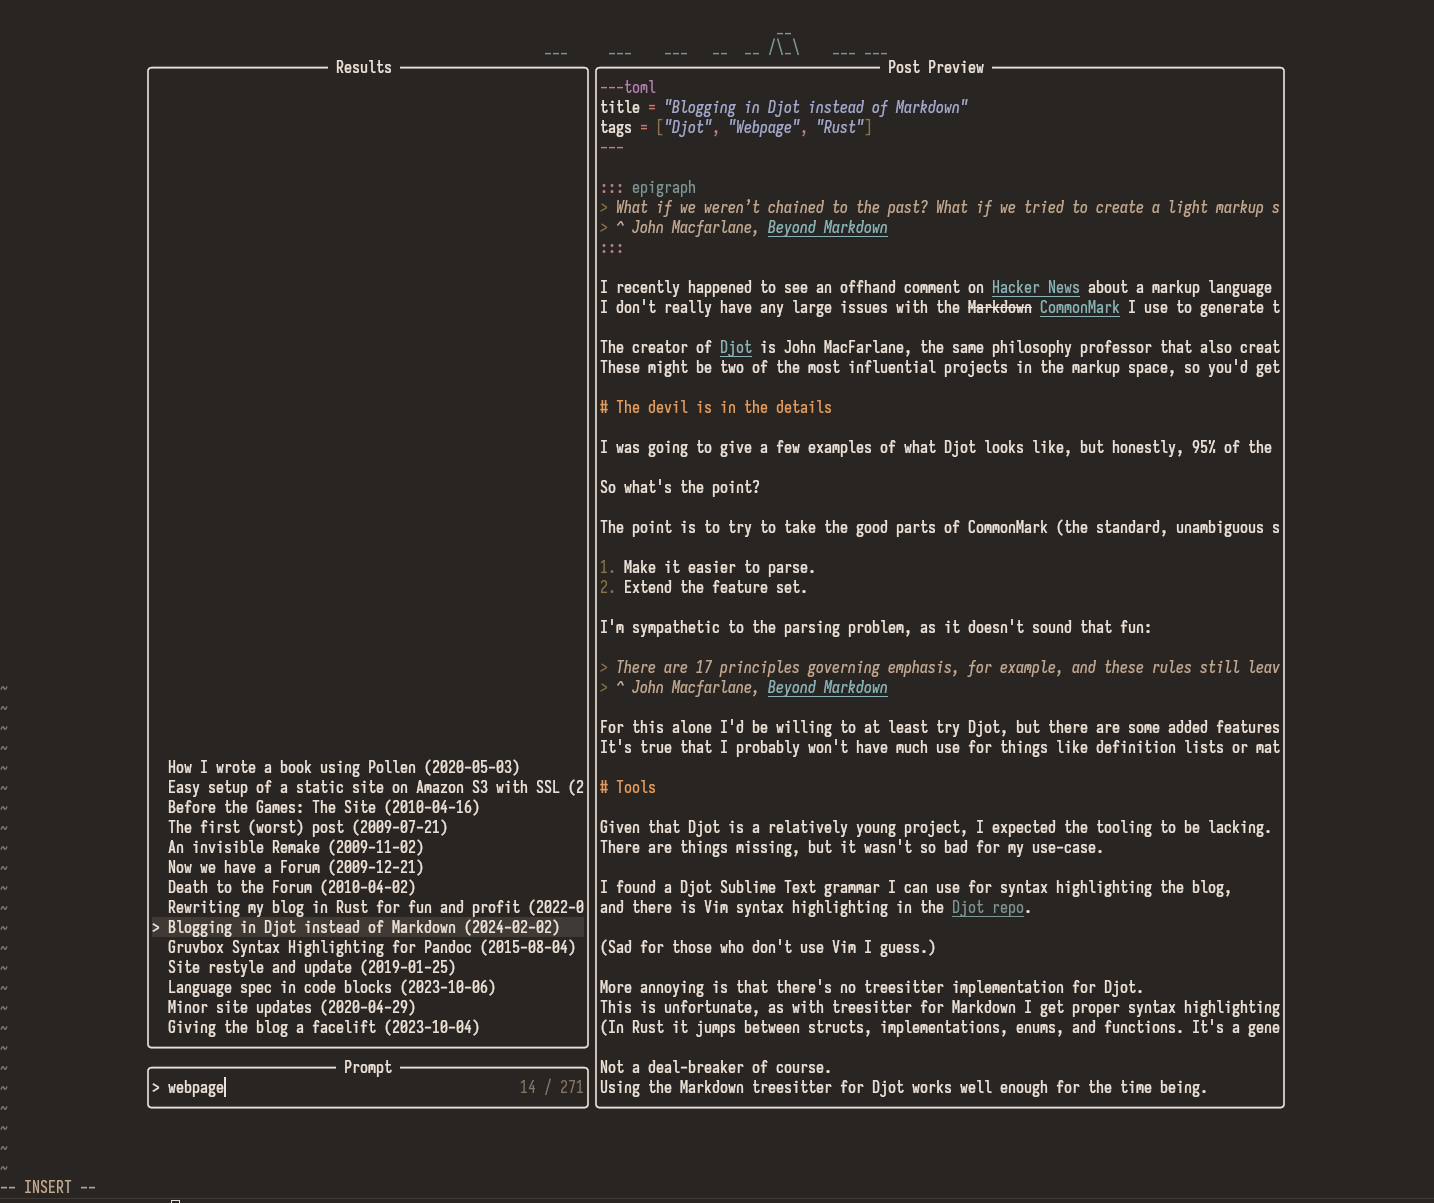 Results
How I wrote a book using Pollen (2020-05-03)
Easy setup of a static site on Amazon S3 with SSL (2
Before the Games: The Site (2010-04-16)
The first (worst) post (2009-07-21)
An invisible Remake (2009-11-02)
Now we have a Forum (2009-12-21)
Death to the Forum (2010-04-02)
Rewriting my blog in Rust for fun and profit (2022-0
> Blogging in Djot instead of Markdown (2024-02-02)
Gruvbox Syntax Highlighting for Pandoc (2015-08-04)
Site restyle and update (2019-01-25)
Language spec in code blocks (2023-10-06)
Minor site updates (2020-04-29)
Giving the blog a facelift (2023-10-04)
Prompt
> webpage 14 / 271
Post Preview
---toml
title = "Blogging in Djot instead of Markdown"
tags = ["Djot", "Webpage", "Rust"]
---
::: epigraph
> What if we weren’t chained to the past? What if we tried to create a light markup s
> ^ John Macfarlane, Beyond Markdown
:::
I recently happened to see an offhand comment on Hacker News about a markup language
I don't really have any large issues with the Markdown CommonMark I use to generate t
The creator of Djot is John MacFarlane, the same philosophy professor that also creat
These might be two of the most influential projects in the markup space, so you'd get
# The devil is in the details
I was going to give a few examples of what Djot looks like, but honestly, 95% of the
So what's the point?
The point is to try to take the good parts of CommonMark (the standard, unambiguous s
1. Make it easier to parse.
2. Extend the feature set.
I'm sympathetic to the parsing problem, as it doesn't sound that fun:
> There are 17 principles governing emphasis, for example, and these rules still leav
> ^ John Macfarlane, Beyond Markdown
For this alone I'd be willing to at least try Djot, but there are some added features
It's true that I probably won't have much use for things like definition lists or mat
# Tools
Given that Djot is a relatively young project, I expected the tooling to be lacking.
There are things missing, but it wasn't so bad for my use-case.
I found a Djot Sublime Text grammar I can use for syntax highlighting the blog,
and there is Vim syntax highlighting in the Djot repo.
(Sad for those who don't use Vim I guess.)
More annoying is that there's no treesitter implementation for Djot.
This is unfortunate, as with treesitter for Markdown I get proper syntax highlighting
(In Rust it jumps between structs, implementations, enums, and functions. It's a gene
Not a deal-breaker of course.
Using the Markdown treesitter for Djot works well enough for the time being.
-- INSERT --